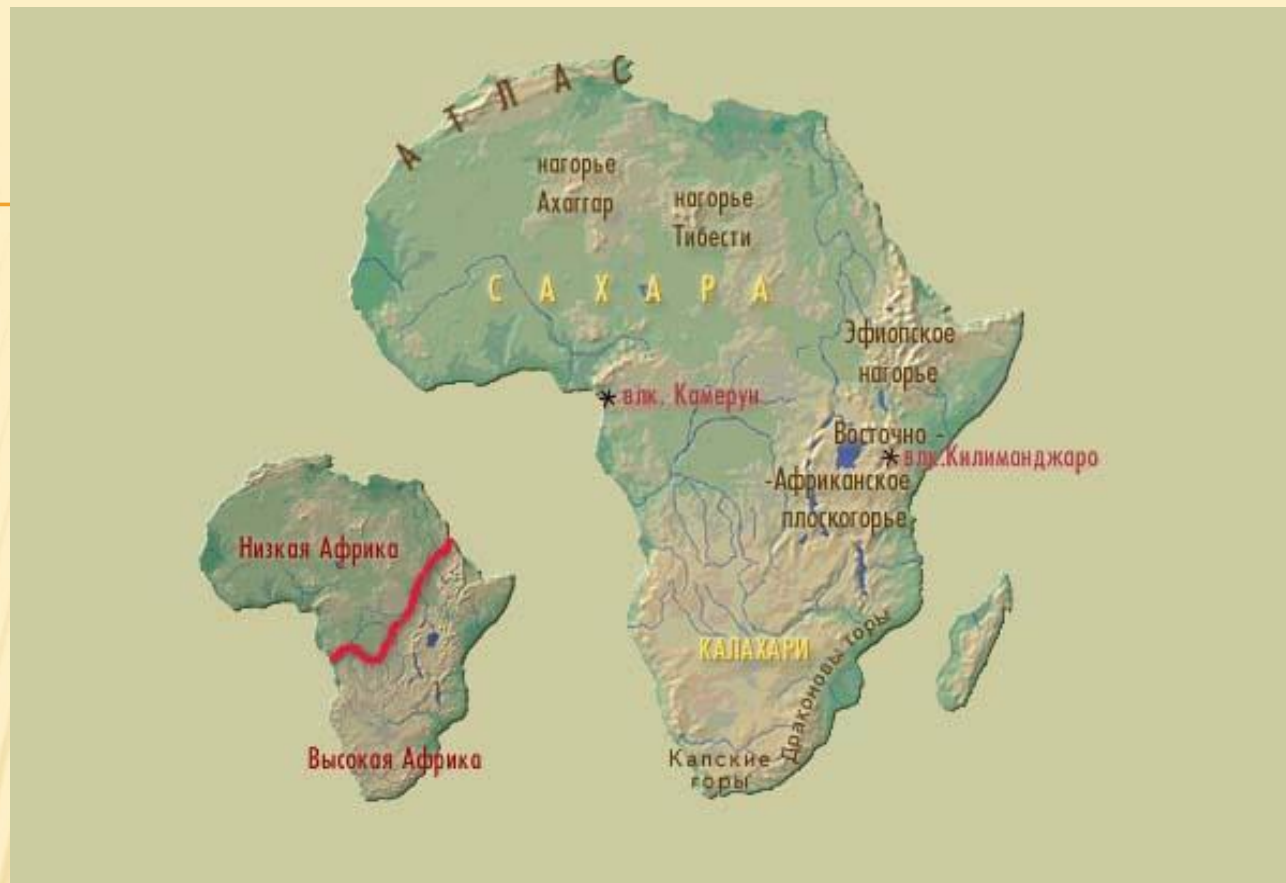 АТЛАС
нагорье
Ахаггар
нагорье
Тибести
САХАРА
Эфиопское
нагорье
влк. Камерун
Восточно -
влк.Килиманджаро
-Африканское
плоскогорье
Низкая Африка
КАЛАХАРИ
Драконовы горы
Высокая Африка
Капские
горы